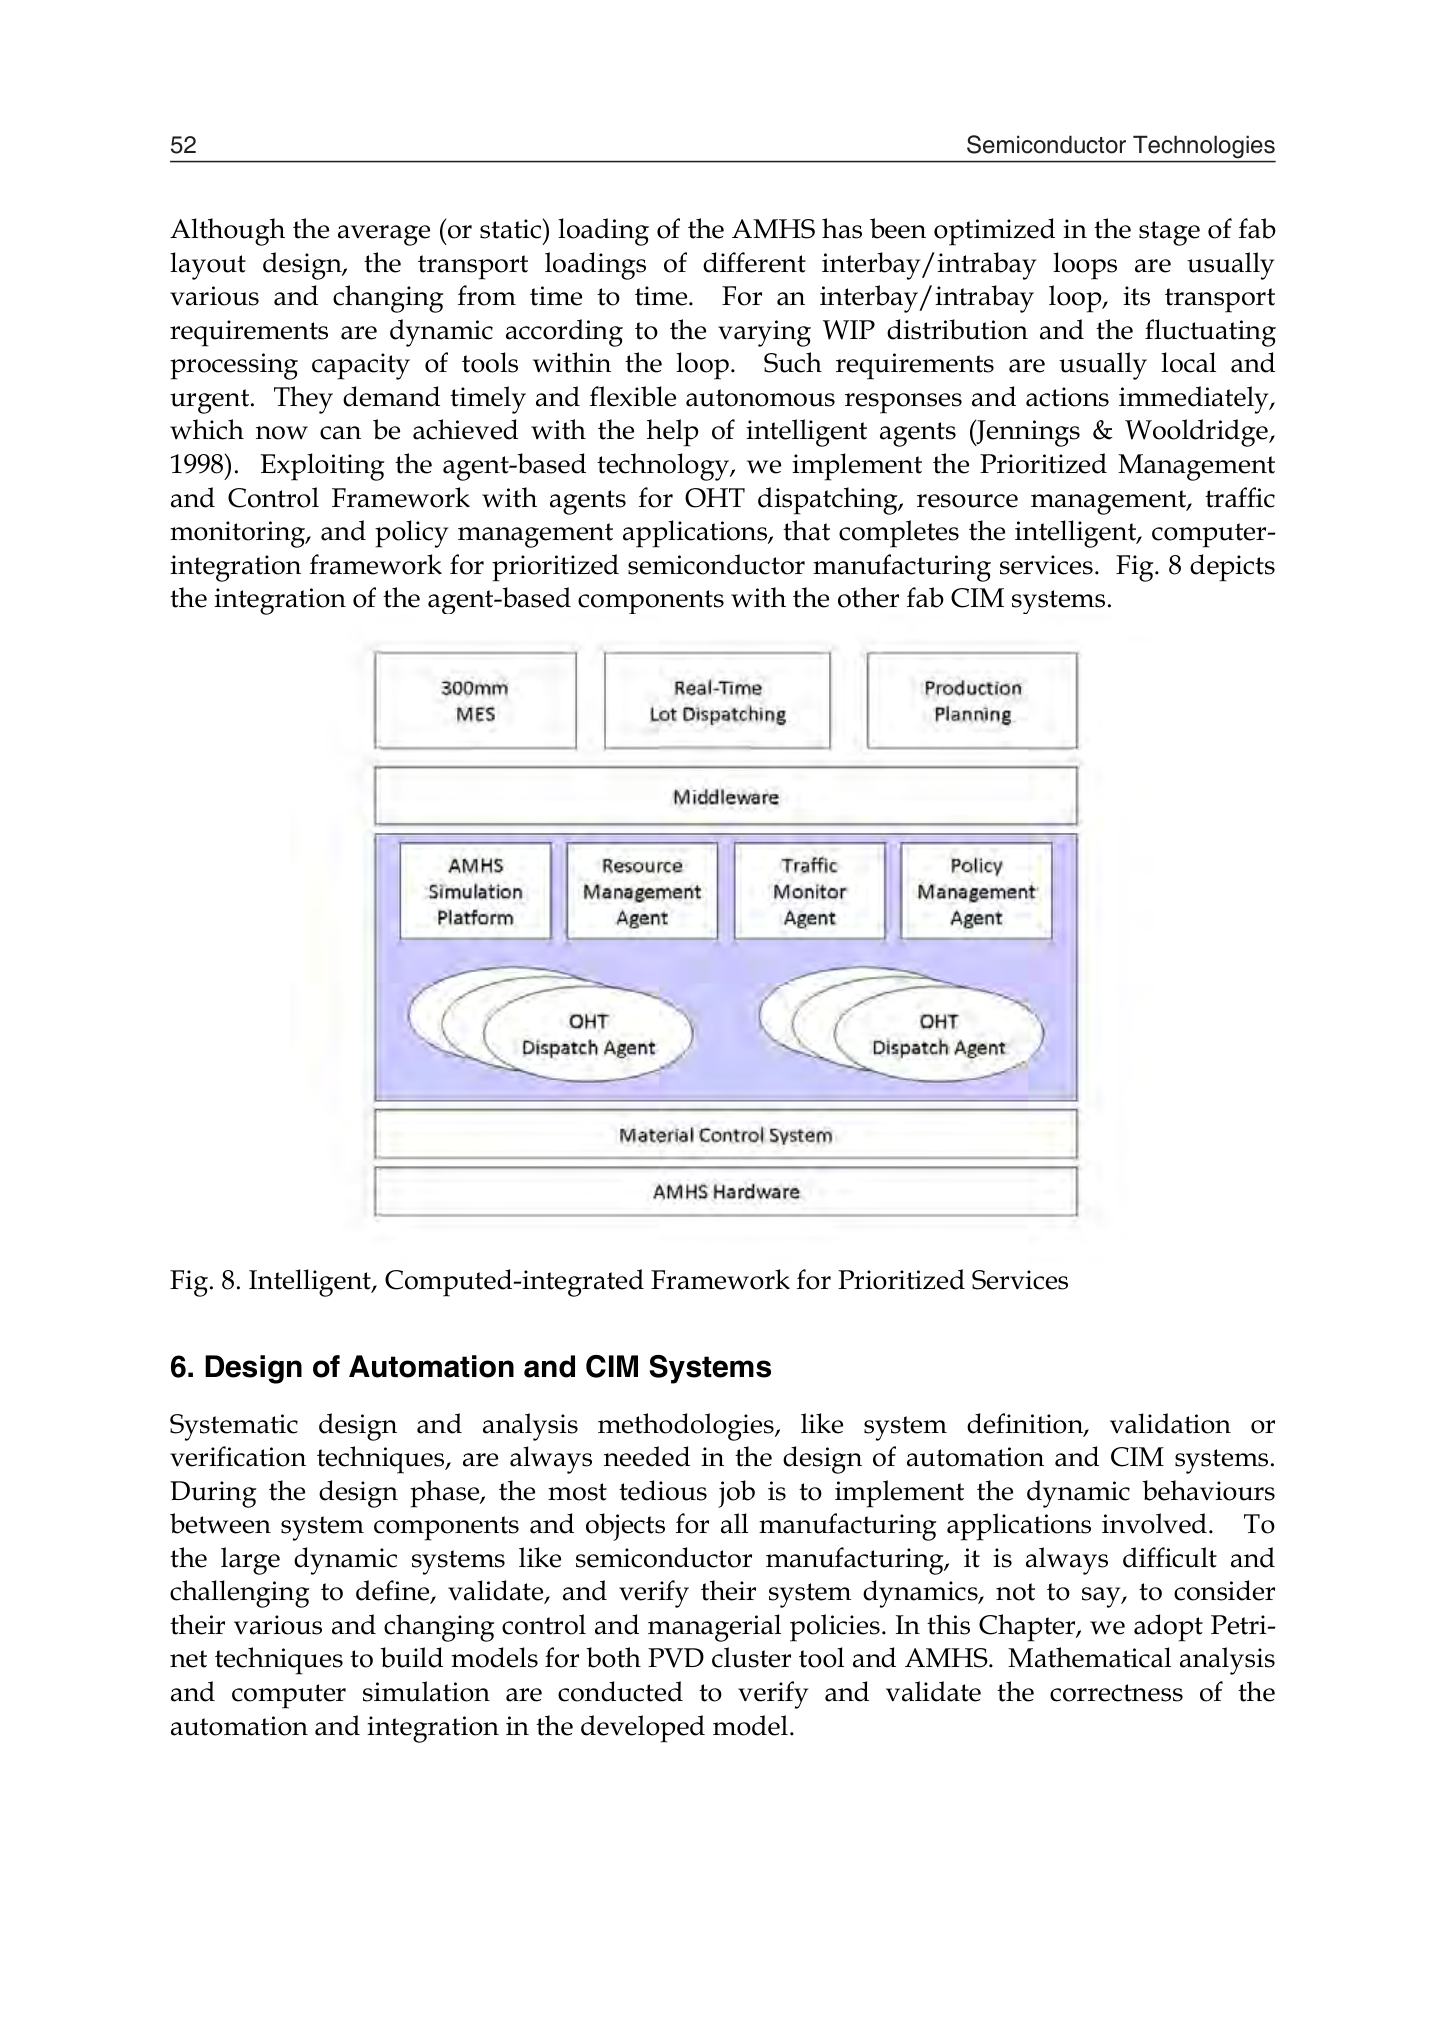 52 Semiconductor Technologies
Although the average (or static) loading of the AMHS has been optimized in the stage of fab
layout design, the transport loadings of different interbay/intrabay loops are usually
various and changing from time to time. For an interbay/intrabay loop, its transport
requirements are dynamic according to the varying WIP distribution and the fluctuating
processing capacity of tools within the loop. Such requirements are usually local and
urgent. They demand timely and flexible autonomous responses and actions immediately,
which now can be achieved with the help of intelligent agents (Jennings & Wooldridge,
1998). Exploiting the agent-based technology, we implement the Prioritized Management
and Control Framework with agents for OHT dispatching, resource management, traffic
monitoring, and policy management applications, that completes the intelligent, computer-
integration framework for prioritized semiconductor manufacturing services. Fig. 8 depicts
the integration of the agent-based components with the other fab CIM systems.
300mm
MES
Real-Time
Lot Dispatching
Production
Planning
Middleware
AMHS
Simulation
Platform
Resource
Management
Agent
Traffic
Monitor
Agent
Policy
Management
Agent
OHT
Dispatch Agent
OHT
Dispatch Agent
Material Control System
AMHS Hardware
Fig. 8. Intelligent, Computed-integrated Framework for Prioritized Services
6. Design of Automation and CIM Systems
Systematic design and analysis methodologies, like system definition, validation or
verification techniques, are always needed in the design of automation and CIM systems.
During the design phase, the most tedious job is to implement the dynamic behaviours
between system components and objects for all manufacturing applications involved. To
the large dynamic systems like semiconductor manufacturing, it is always difficult and
challenging to define, validate, and verify their system dynamics, not to say, to consider
their various and changing control and managerial policies. In this Chapter, we adopt Petri-
net techniques to build models for both PVD cluster tool and AMHS. Mathematical analysis
and computer simulation are conducted to verify and validate the correctness of the
automation and integration in the developed model.